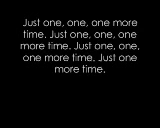 Just one, one, one more
time. Just one, one, one
more time. Just one, one,
one more time. Just one
more time.